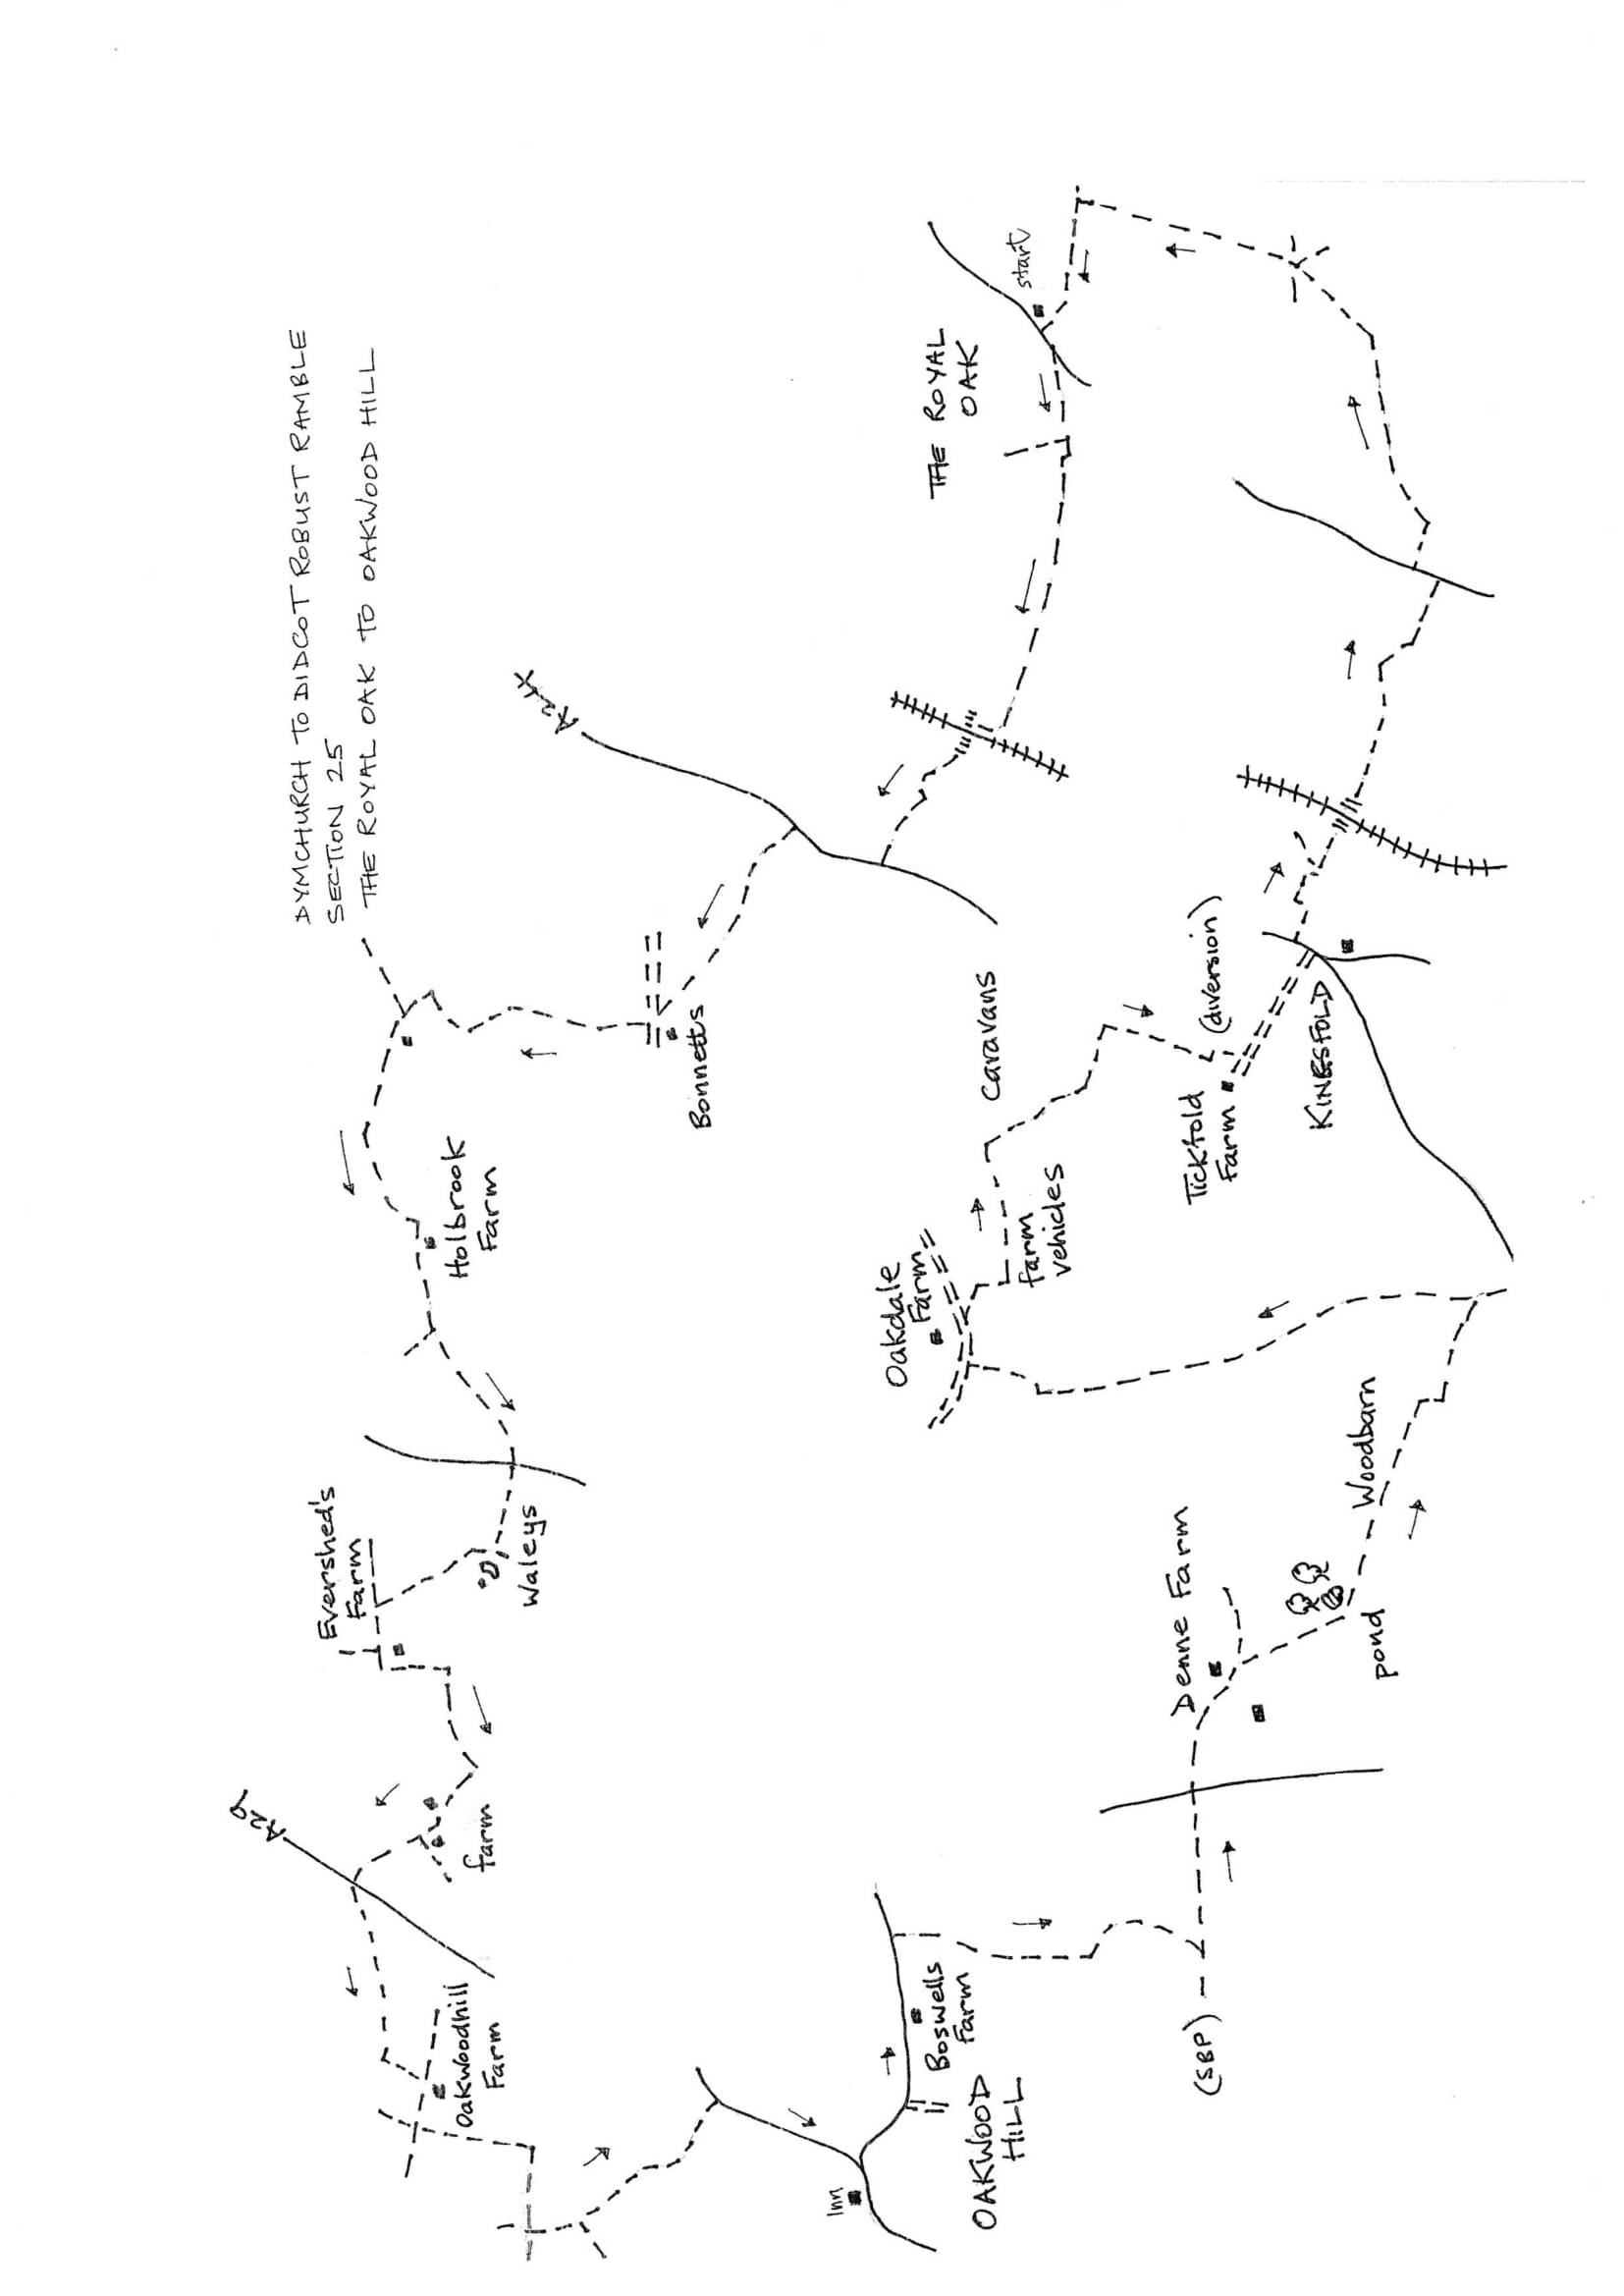 DYMCHURCH TO DIDCOT ROBUST RAMBLE
SECTION 25
THE ROYAL OAK TO OAKWOOD HILL
A29
Evershed's
Farm
Oakwoodhill
Farm
farm
Waleys
Holbrook
Farm
A24
Bonnetts
Inn
Boswells
Farm
OAKWOOD
HILL
Oakdale
Farm
caravans
farm
vehicles
THE ROYAL
OAK
start
(SBP)
Denne Farm
Tickfold
Farm
(diversion)
KINGSFOLD
pond
Woodbarn